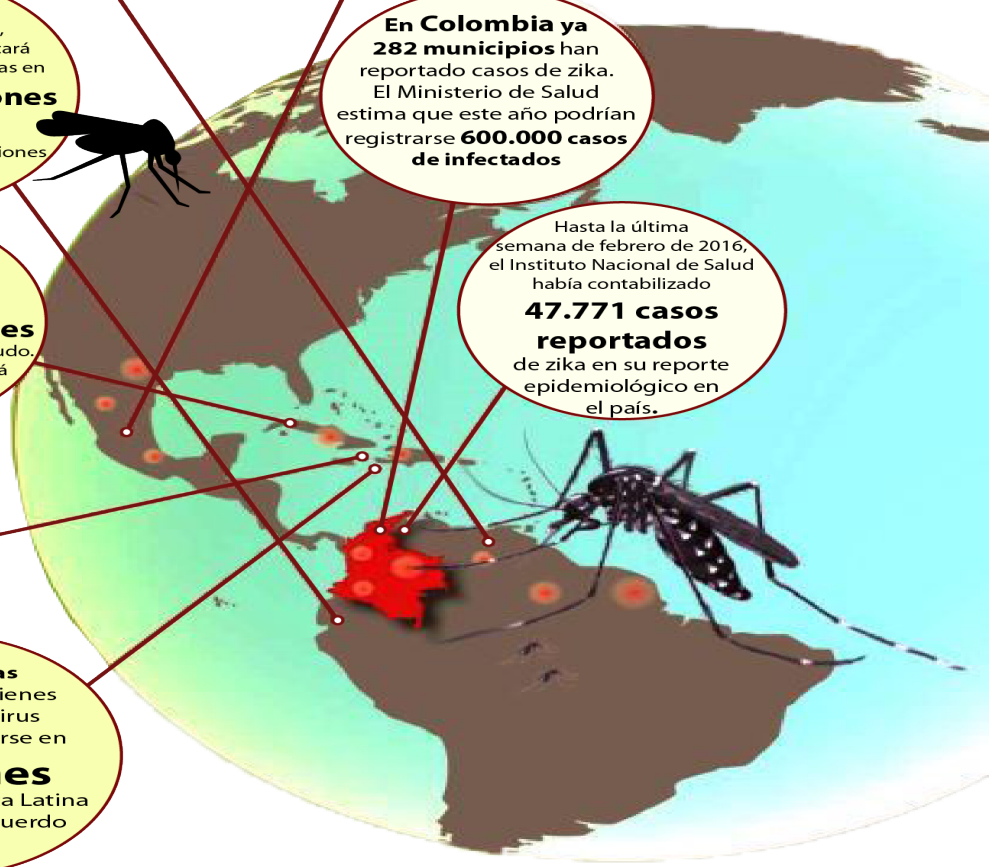 En Colombia ya
282 municipios han
reportado casos de zika.
El Ministerio de Salud
estima que este año podrían
registrarse 600.000 casos
de infectados
Hasta la última
semana de febrero de 2016,
el Instituto Nacional de Salud
había contabilizado
47.771 casos
reportados
de zika en su reporte
epidemiológico en
el país.
as en
ones
iones
es
udo.
á
as
ienes
irus
rse en
nes
a Latina
uerdo